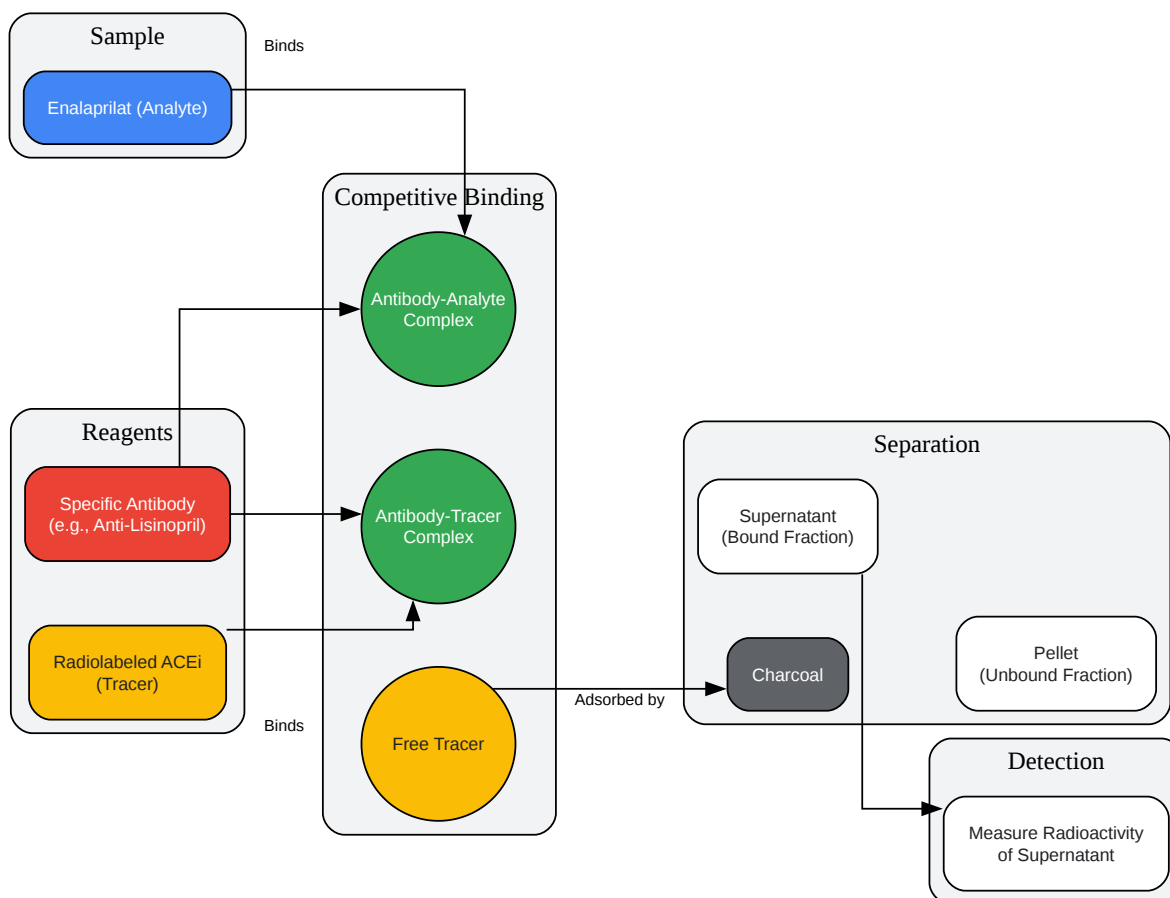 Sample
Binds
Enalaprilat (Analyte)
Competitive Binding
Antibody-Analyte
Complex
Reagents
Specific Antibody
(e.g., Anti-Lisinopril)
Antibody-Tracer
Complex
Radiolabeled ACEi
(Tracer)
Binds
Free Tracer
Adsorbed by
Separation
Supernatant
(Bound Fraction)
Charcoal
Pellet
(Unbound Fraction)
Detection
Measure Radioactivity
of Supernatant